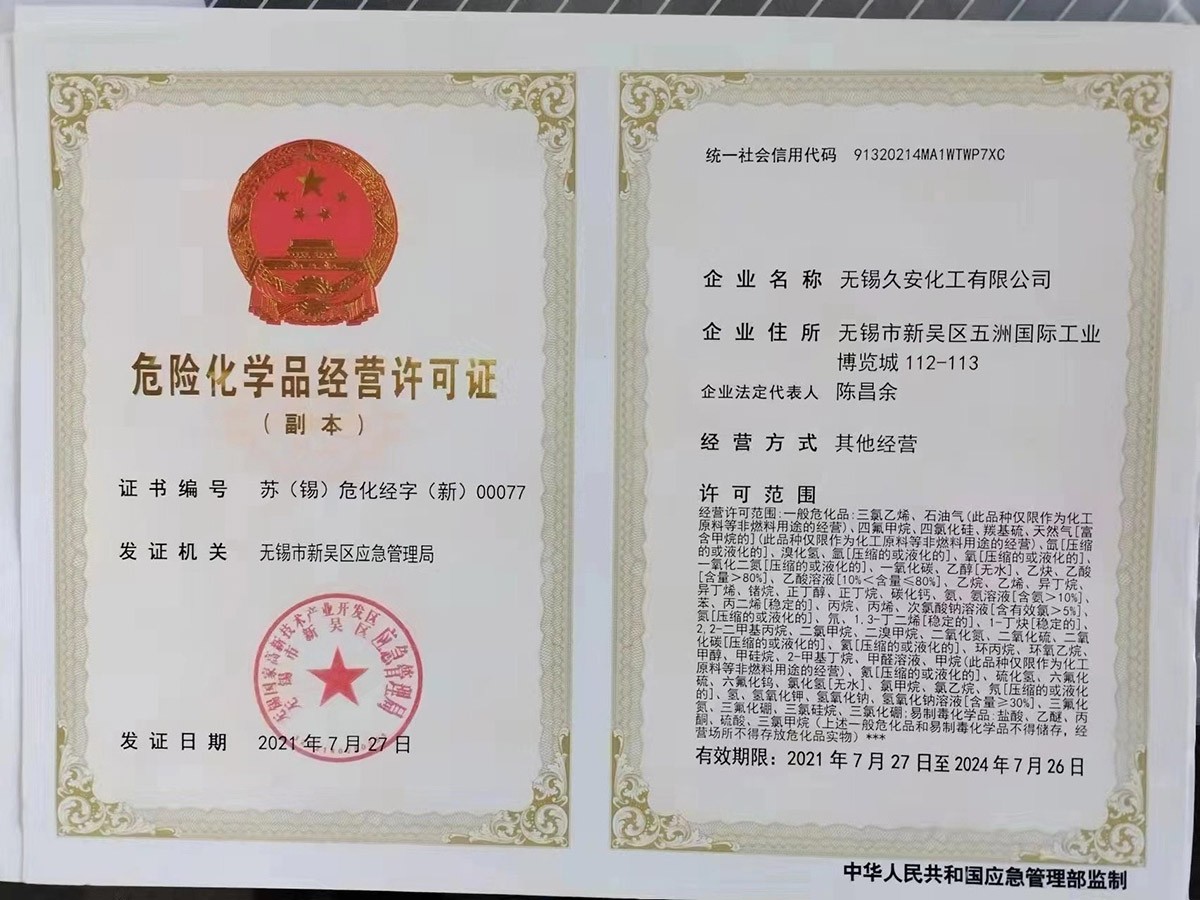 危险化学品经营许可证
（副本）
证书编号 苏（锡）危化经字（新）00077
发证机关 无锡市新吴区应急管理局
无锡国家高新技术产业开发区
无锡市新吴区
应急管理局
发证日期 2021年7月27日
统一社会信用代码 91320214MA1WTWP7XC
企业名称 无锡久安化工有限公司
企业住所 无锡市新吴区五洲国际工业
博览城112-113
企业法定代表人 陈昌余
经营方式 其他经营
许可范围
经营许可范围:一般危化品:三氯乙烯、石油气(此品种仅限作为化工
原料等非燃料用途的经营)、四氟甲烷、四氯化硅、羰基硫、天然气[富
含甲烷的](此品种仅限作为化工原料等非燃料用途的经营)、氙[压缩
的或液化的]、溴化氢、氩[压缩的或液化的]、氧[压缩的或液化的]、
一氧化二氮[压缩的或液化的]、一氧化碳、乙醇[无水]、乙炔、乙酸
[含量>80%]、乙酸溶液[10%<含量≤80%]、乙烷、乙烯、异丁烷、
异丁烯、锗烷、正丁醇、正丁烷、碳化钙、氨、氨溶液[含氨>10%]、
苯、丙二烯[稳定的]、丙烷、丙烯、次氯酸钠溶液[含有效氯>5%]、
氮[压缩的或液化的]、氘、1,3-丁二烯[稳定的]、1-丁炔[稳定的]、
2,2-二甲基丙烷、二氯甲烷、二溴甲烷、二氧化氮、二氧化硫、二氧
化碳[压缩的或液化的]、氦[压缩的或液化的]、环丙烷、环氧乙烷、
甲醇、甲硅烷、2-甲基丁烷、甲醛溶液、甲烷(此品种仅限作为化工
原料等非燃料用途的经营)、氪[压缩的或液化的]、硫化氢、六氟化
硫、六氟化钨、氯化氢[无水]、氯甲烷、氯乙烷、氖[压缩的或液化
的]、氢、氢氧化钾、氢氧化钠、氢氧化钠溶液[含量≥30%]、三氟化
氮、三氟化硼、三氯硅烷、三氯化硼;易制毒化学品:盐酸、乙醚、丙
酮、硫酸、三氯甲烷（上述一般危化品和易制毒化学品不得储存，经
营场所不得存放危化品实物）***
有效期限：2021年7月27日至2024年7月26日
中华人民共和国应急管理部监制